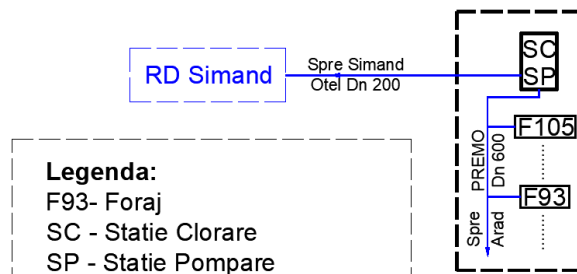 SC
SP
RD Simand
Spre Simand
Otel Dn 200
F105
PREMO
Dn 600
F93
Spre
Arad
Legenda:
F93- Foraj
SC - Statie Clorare
SP - Statie Pompare